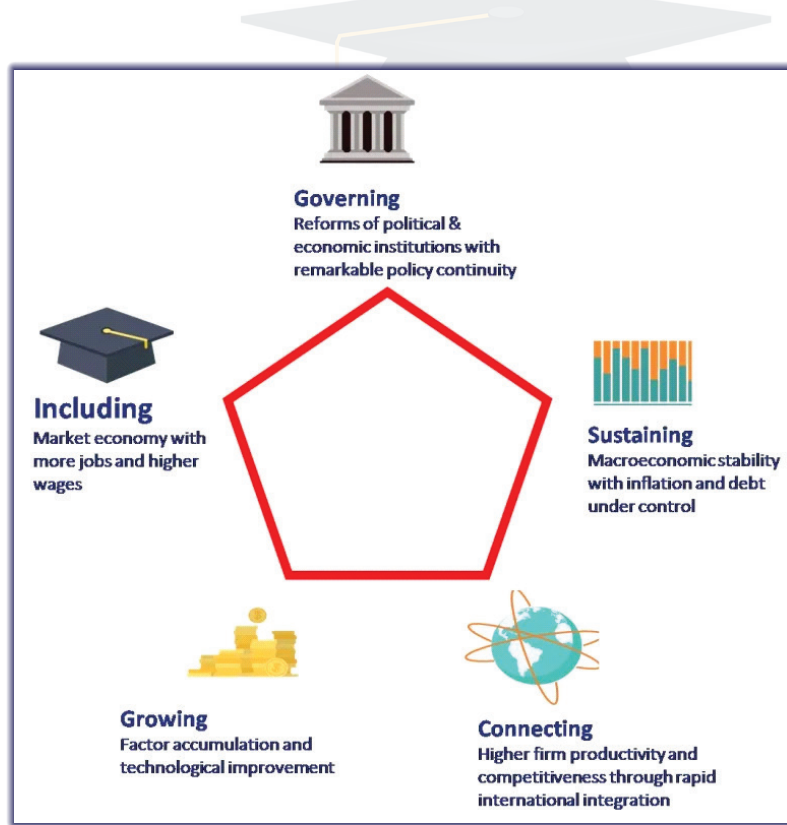 Governing
Reforms of political &
economic institutions with
remarkable policy continuity
Including
Market economy with
more jobs and higher
wages
Sustaining
Macroeconomic stability
with inflation and debt
under control
Growing
Factor accumulation and
technological improvement
Connecting
Higher firm productivity and
competitiveness through rapid
international integration